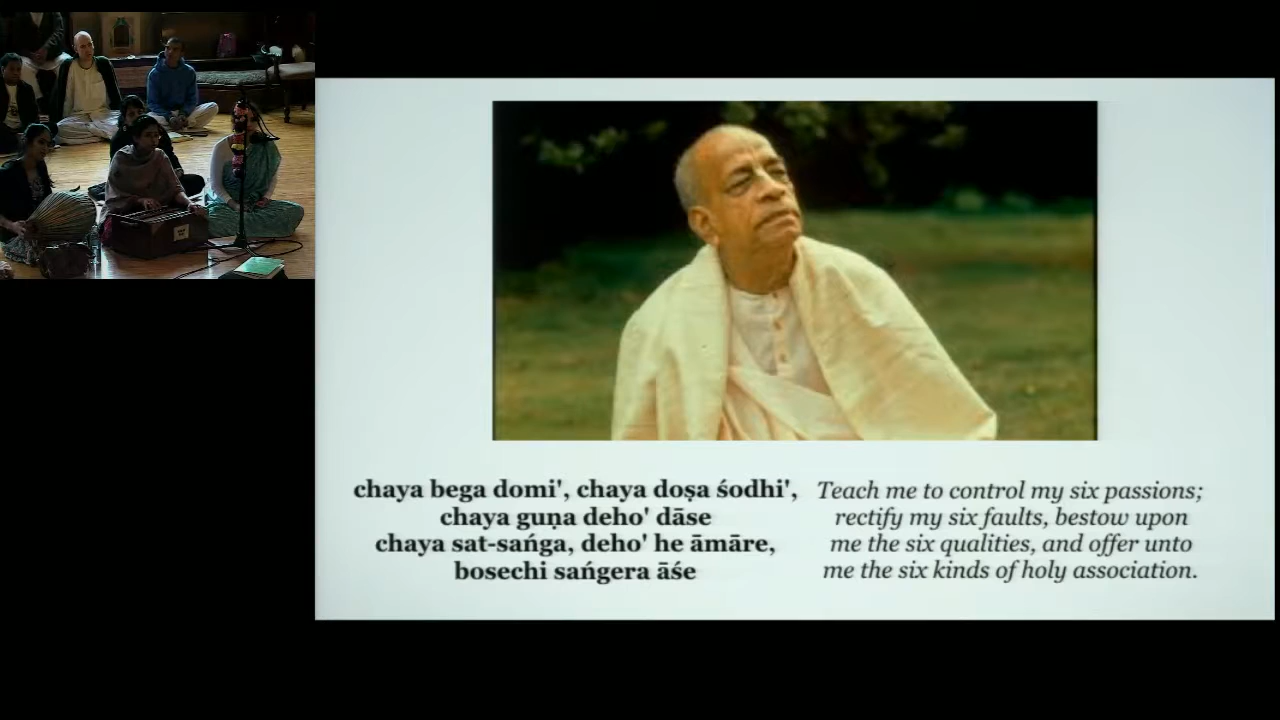 chaya bega domi', chaya doṣa śodhi',
chaya guṇa deho' dāse
chaya sat-saṅga, deho' he āmāre,
bosechi saṅgera āśe
Teach me to control my six passions;
rectify my six faults, bestow upon
me the six qualities, and offer unto
me the six kinds of holy association.